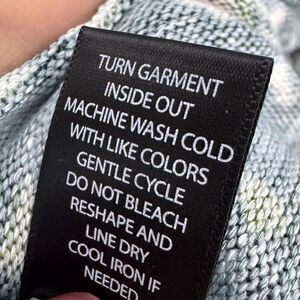 TURN GARMENT
INSIDE OUT
MACHINE WASH COLD
WITH LIKE COLORS
GENTLE CYCLE
DO NOT BLEACH
RESHAPE AND
LINE DRY
COOL IRON IF
NEEDED